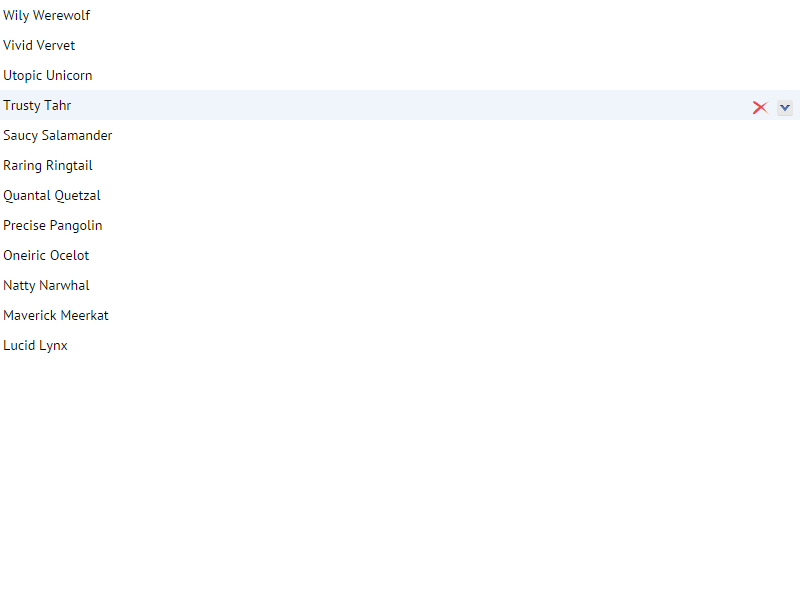 Wily Werewolf
Vivid Vervet
Utopic Unicorn
Trusty Tahr
Saucy Salamander
Raring Ringtail
Quantal Quetzal
Precise Pangolin
Oneiric Ocelot
Natty Narwhal
Maverick Meerkat
Lucid Lynx